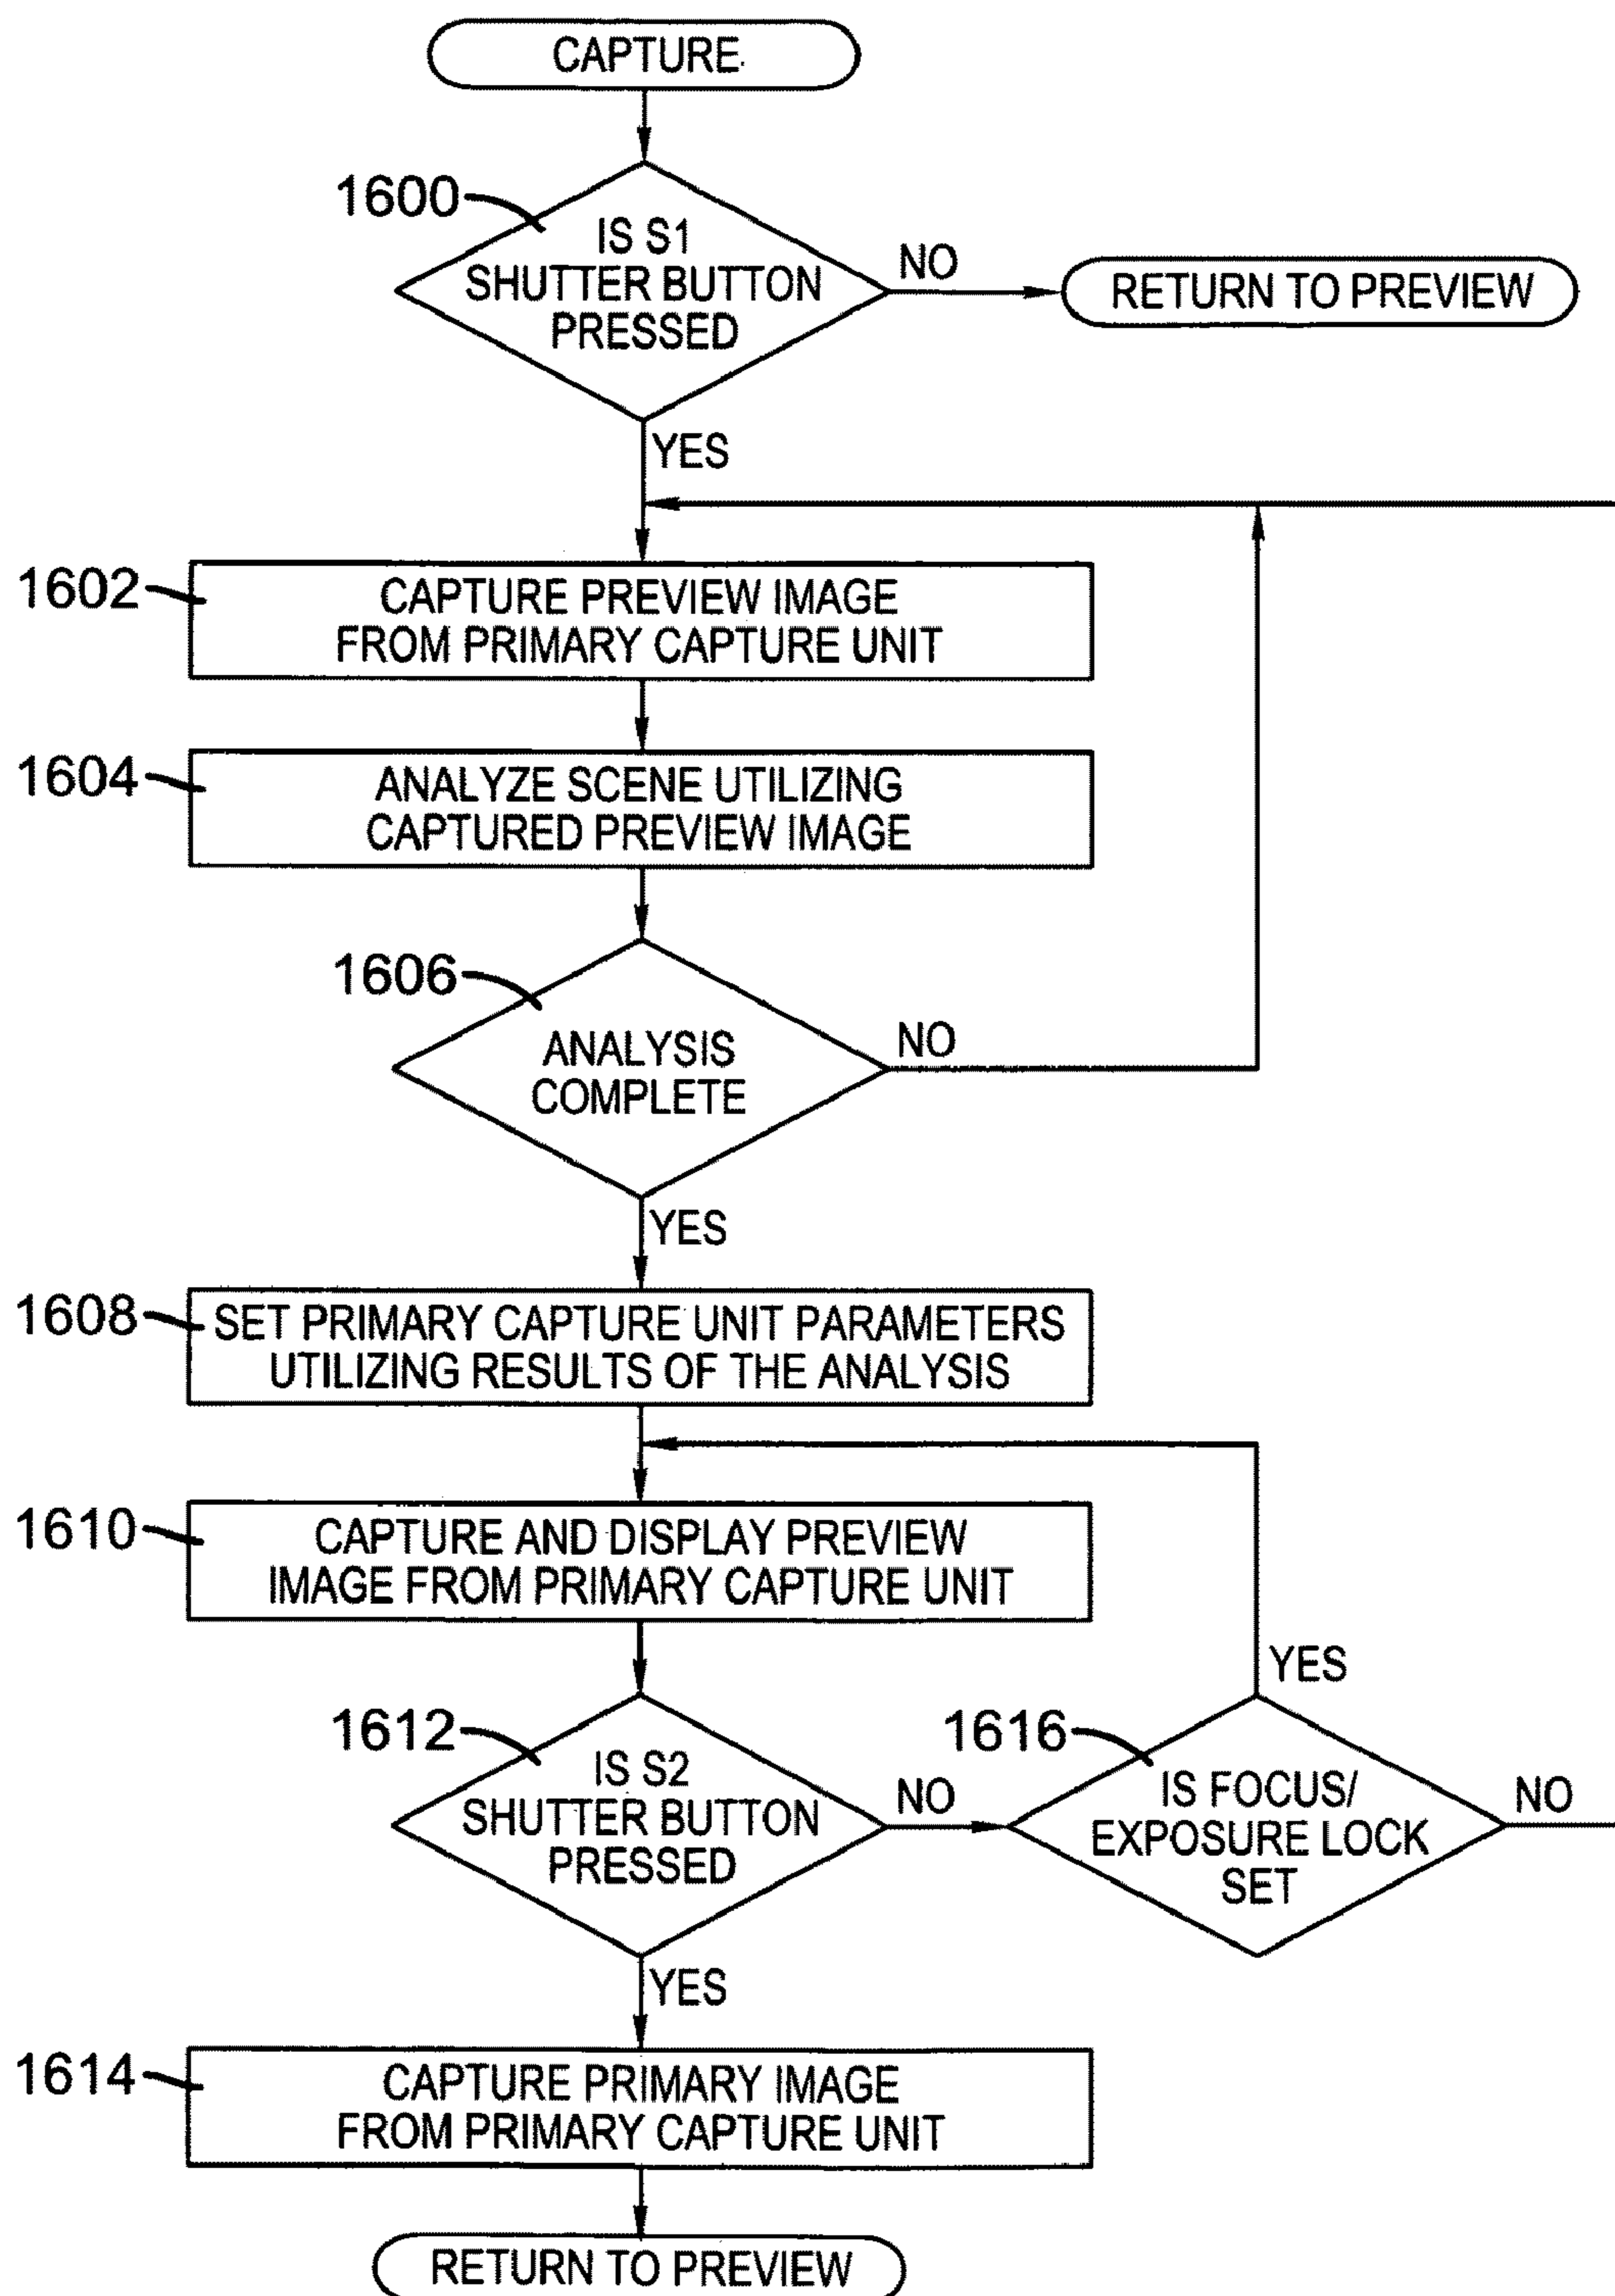 CAPTURE
1600
IS S1
SHUTTER BUTTON
PRESSED
NO
RETURN TO PREVIEW
YES
1602
CAPTURE PREVIEW IMAGE
FROM PRIMARY CAPTURE UNIT
1604
ANALYZE SCENE UTILIZING
CAPTURED PREVIEW IMAGE
1606
ANALYSIS
COMPLETE
NO
YES
1608
SET PRIMARY CAPTURE UNIT PARAMETERS
UTILIZING RESULTS OF THE ANALYSIS
1610
CAPTURE AND DISPLAY PREVIEW
IMAGE FROM PRIMARY CAPTURE UNIT
YES
1612
IS S2
SHUTTER BUTTON
PRESSED
NO
1616
IS FOCUS/
EXPOSURE LOCK
SET
NO
YES
1614
CAPTURE PRIMARY IMAGE
FROM PRIMARY CAPTURE UNIT
RETURN TO PREVIEW